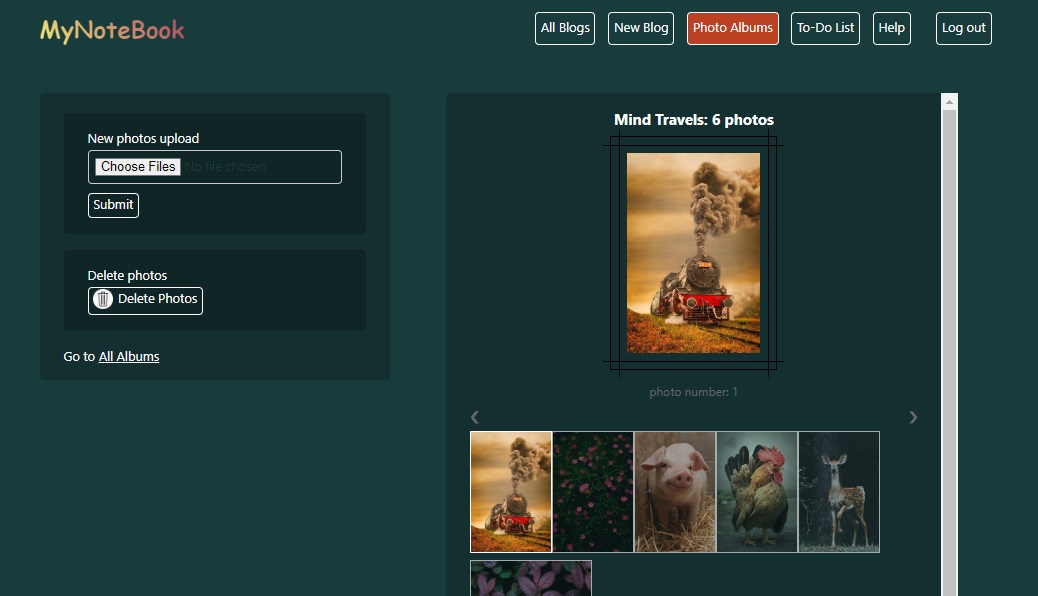 MyNoteBook
All Blogs New Blog Photo Albums To-Do List Help Log out
New photos upload
Choose Files No file chosen
Submit
Delete photos
Delete Photos
Go to All Albums
Mind Travels: 6 photos
photo number: 1
❮ ❯